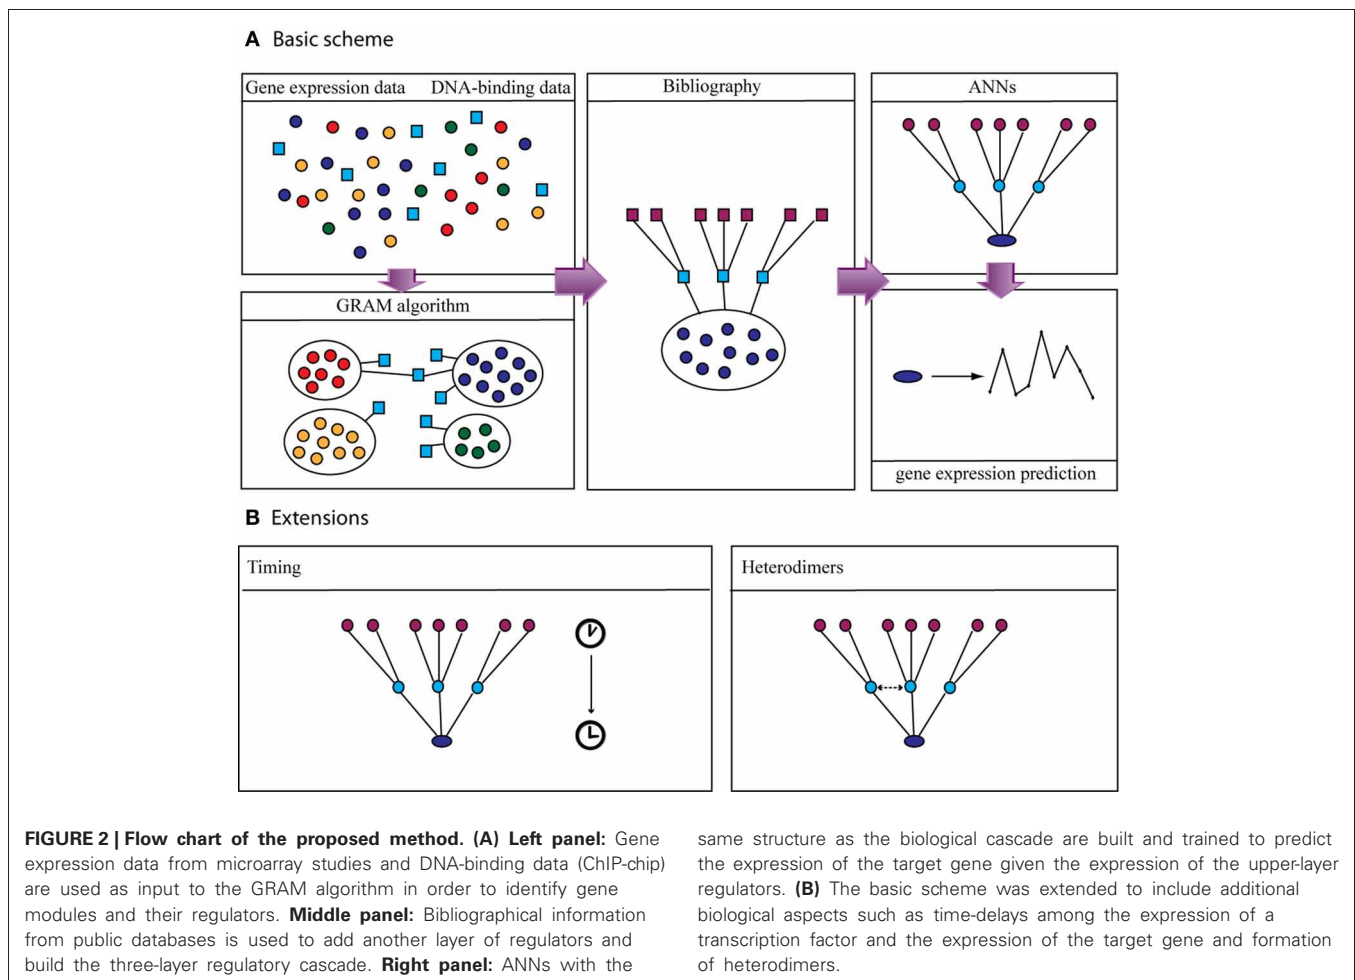 A Basic scheme
Gene expression data DNA-binding data
GRAM algorithm
Bibliography
ANNs
gene expression prediction
B Extensions
Timing
Heterodimers
FIGURE 2 | Flow chart of the proposed method. (A) Left panel: Gene
expression data from microarray studies and DNA-binding data (ChIP-chip)
are used as input to the GRAM algorithm in order to identify gene
modules and their regulators. Middle panel: Bibliographical information
from public databases is used to add another layer of regulators and
build the three-layer regulatory cascade. Right panel: ANNs with the
same structure as the biological cascade are built and trained to predict
the expression of the target gene given the expression of the upper-layer
regulators. (B) The basic scheme was extended to include additional
biological aspects such as time-delays among the expression of a
transcription factor and the expression of the target gene and formation
of heterodimers.